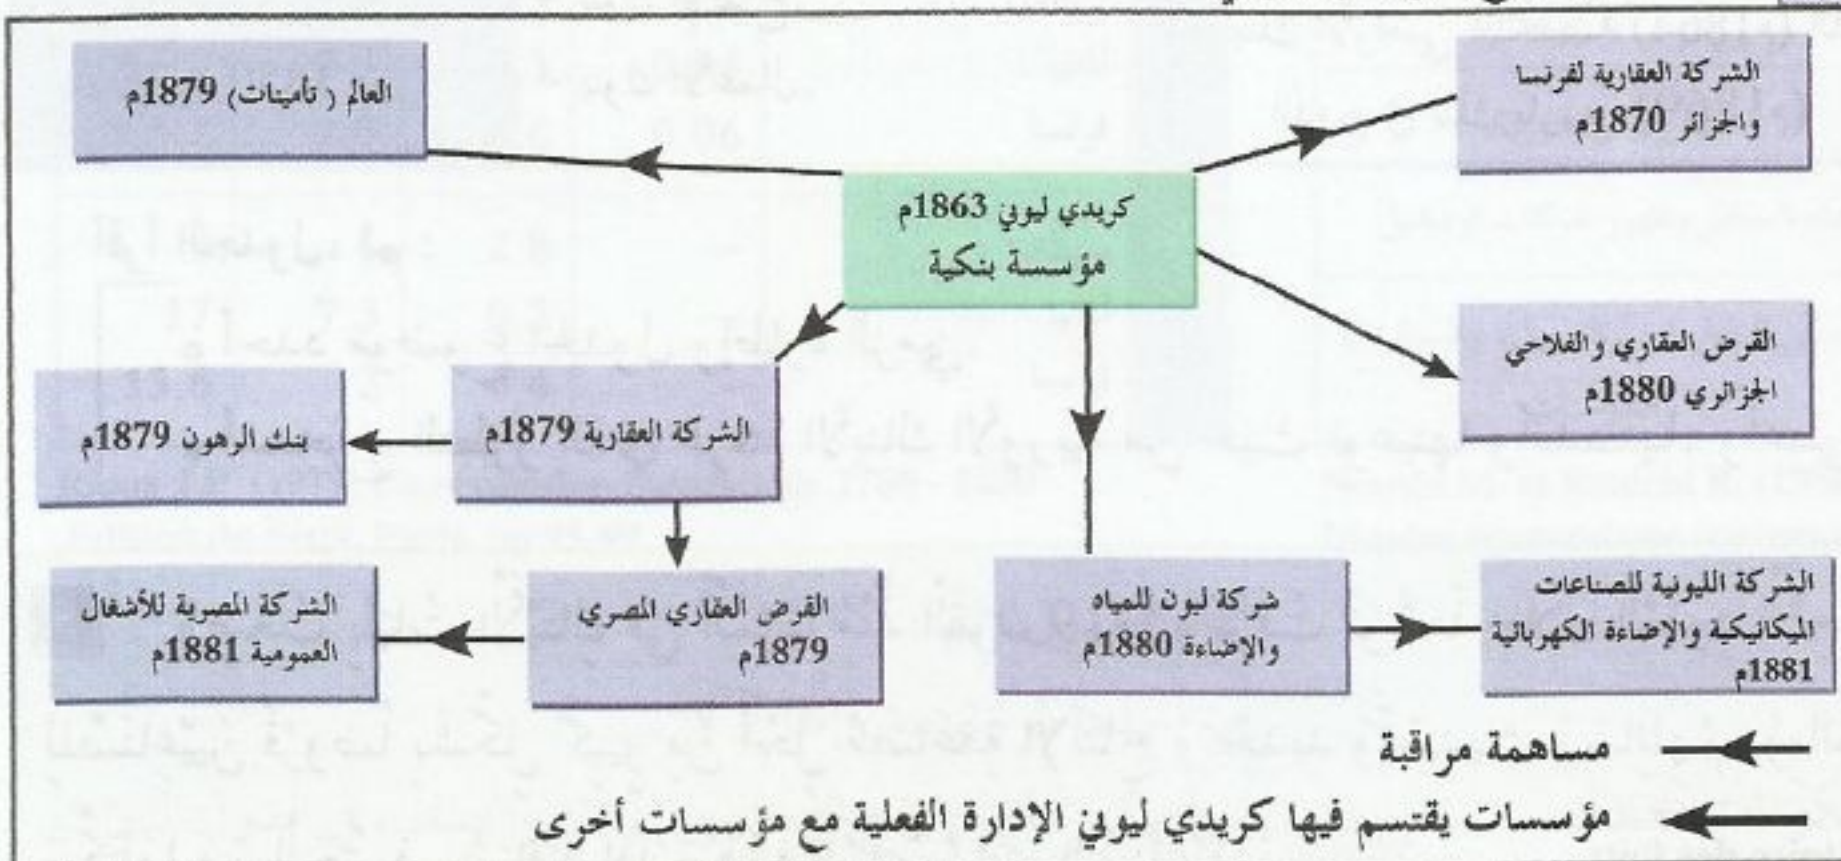 الشركة العقارية لفرنسا
والجزائر 1870م
العالم ( تأمينات) 1879م
كريدي ليوني 1863م
مؤسسة بنكية
القرض العقاري والفلاحي
الجزائري 1880م
الشركة العقارية 1879م
بنك الرهون 1879م
الشركة الليونية للصناعات
الميكانيكية والإضاءة الكهربائية
1881م
شركة ليون للمياه
والإضاءة 1880م
القرض العقاري المصري
1879م
الشركة المصرية للأشغال
العمومية 1881م
مساهمة مراقبة
مؤسسات يقتسم فيها كريدي ليوني الإدارة الفعلية مع مؤسسات أخرى